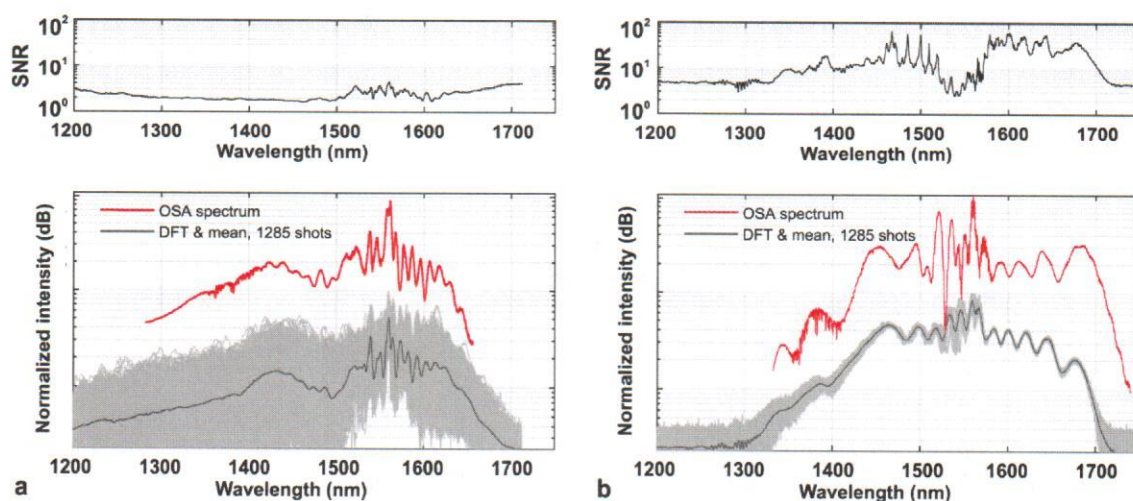 SNR
10²
10¹
10⁰
1200 1300 1400 1500 1600 1700
Wavelength (nm)
Normalized intensity (dB)
OSA spectrum
DFT & mean, 1285 shots
1200 1300 1400 1500 1600 1700
Wavelength (nm)
a
SNR
10²
10¹
10⁰
1200 1300 1400 1500 1600 1700
Wavelength (nm)
Normalized intensity (dB)
OSA spectrum
DFT & mean, 1285 shots
1200 1300 1400 1500 1600 1700
Wavelength (nm)
b